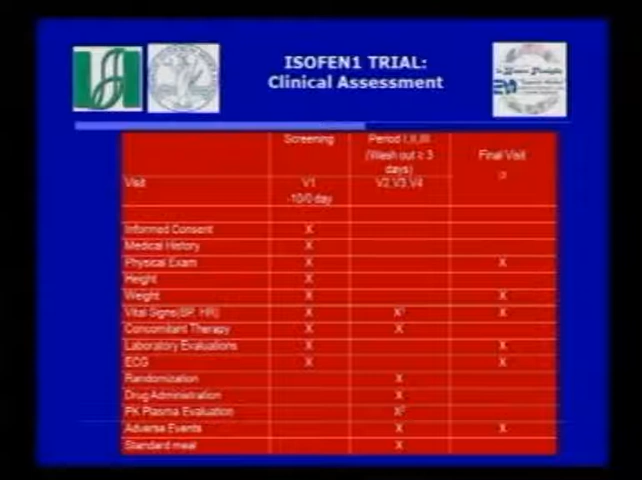 ISOFEN1 TRIAL:
Clinical Assessment
Screening Period I,II,III Final Visit
(Wash out ≥ 3
days)
Visit V1 V2,V3,V4
-10/0 day
Informed Consent X
Medical History X
Physical Exam X X
Height X
Weight X X
Vital Signs(BP, HR) X X¹ X
Concomitant Therapy X X
Laboratory Evaluations X X
ECG X X
Randomization X
Drug Administration X
PK Plasma Evaluation X²
Adverse Events X X
Standard meal X